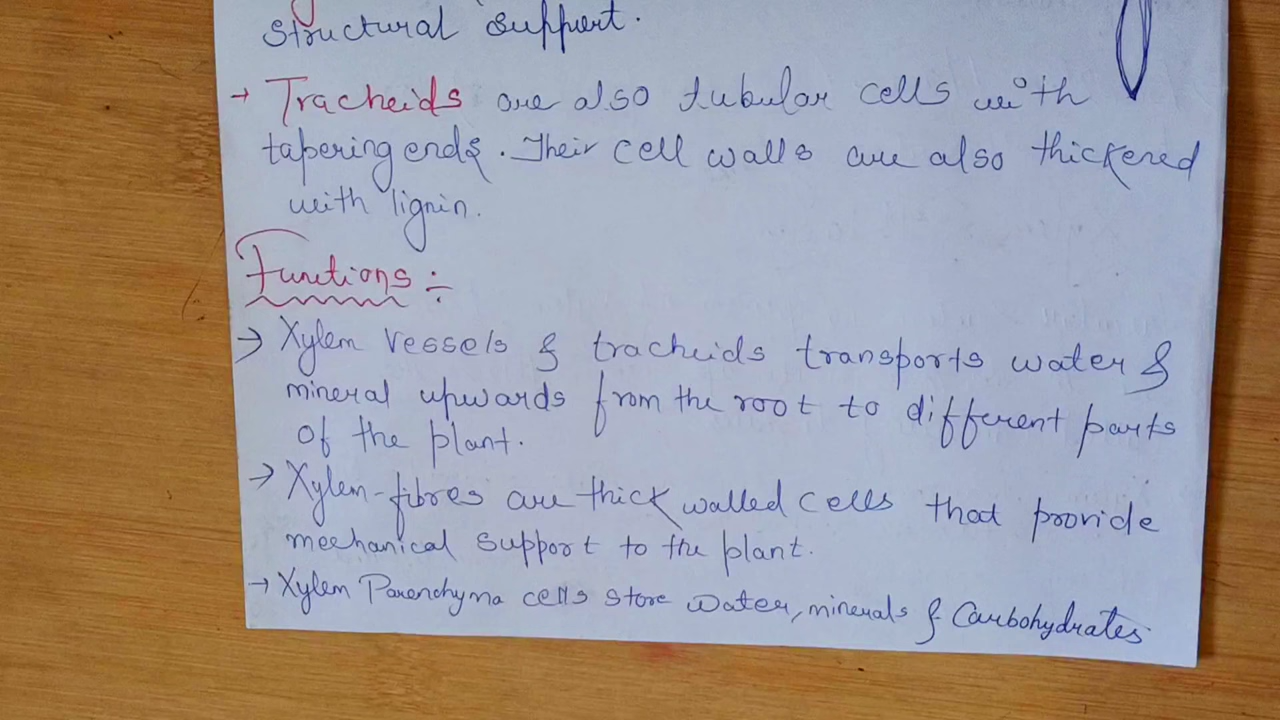 structural support.
→ Tracheids are also tubular cells with
tapering ends. Their cell walls are also thickened
with lignin.
Functions :-
→ Xylem vessels & tracheids transports water &
mineral upwards from the root to different parts
of the plant.
→ Xylem-fibres are thick walled cells that provide
mechanical support to the plant.
→ Xylem Parenchyma cells store water, minerals & Carbohydrates.